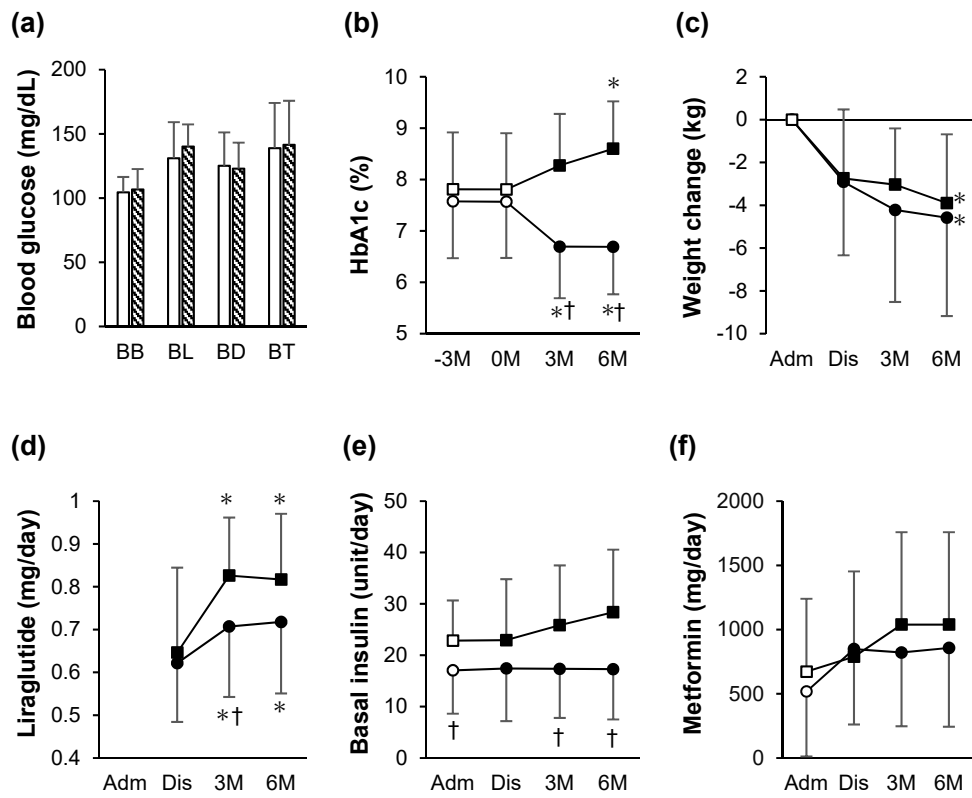 (a)
Blood glucose (mg/dL)
200
150
100
50
0
BB BL BD BT
(b)
HbA1c (%)
10
9
8
7
6
5
*
*† *†
-3M 0M 3M 6M
(c)
Weight change (kg)
2
0
-2
-4
-6
-8
-10
*
*
Adm Dis 3M 6M
(d)
Liraglutide (mg/day)
1
0.9
0.8
0.7
0.6
0.5
0.4
* *
*† *
Adm Dis 3M 6M
(e)
Basal insulin (unit/day)
50
40
30
20
10
0
† † †
Adm Dis 3M 6M
(f)
Metformin (mg/day)
2000
1500
1000
500
0
Adm Dis 3M 6M